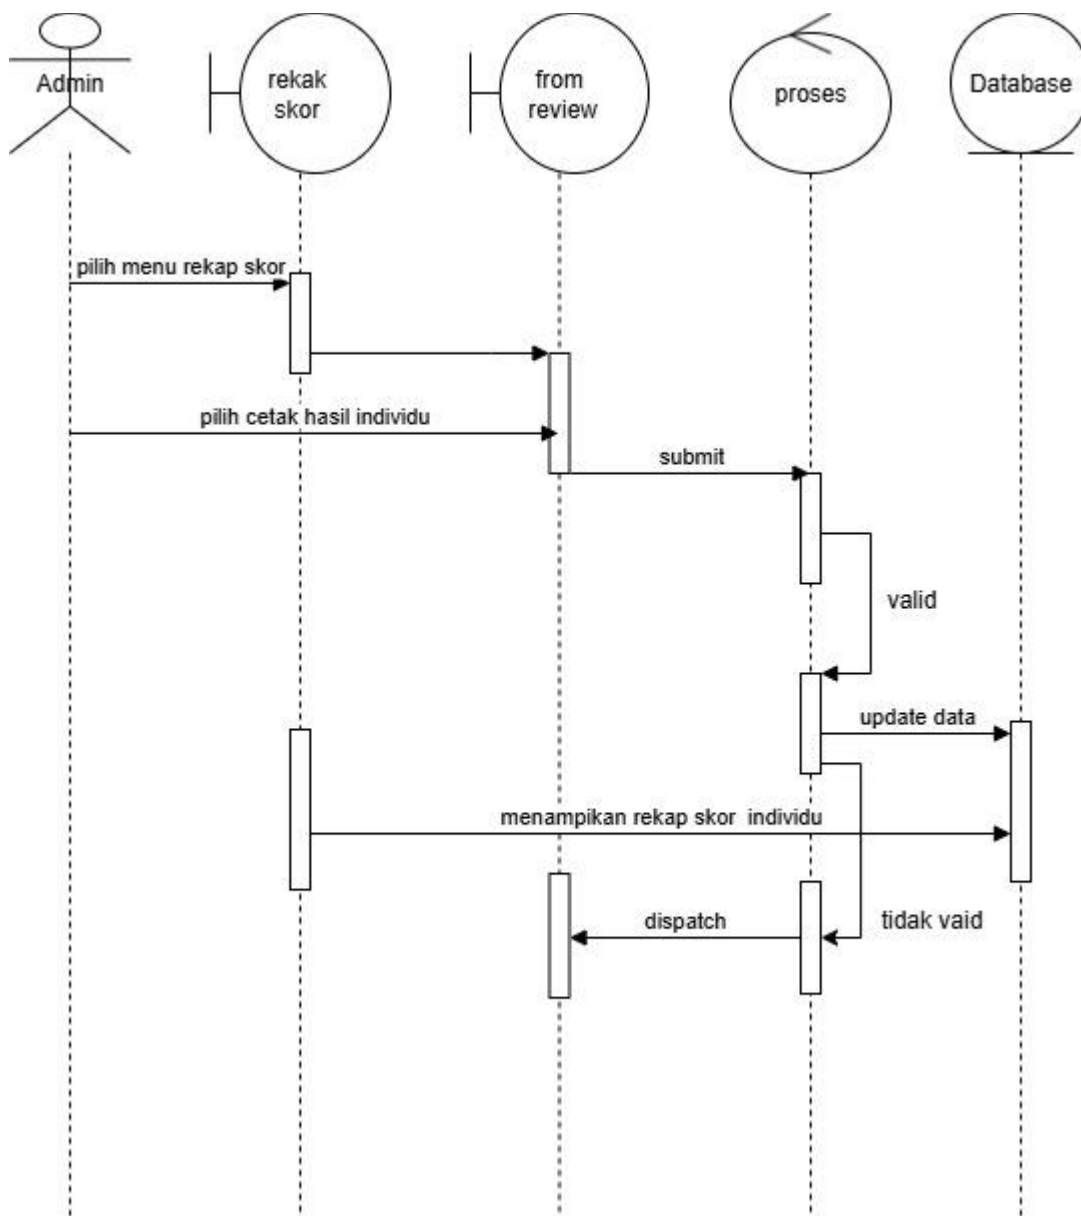 Admin
rekak
skor
from
review
proses
Database
pilih menu rekap skor
pilih cetak hasil individu
submit
valid
update data
menampikan rekap skor individu
dispatch
tidak vaid